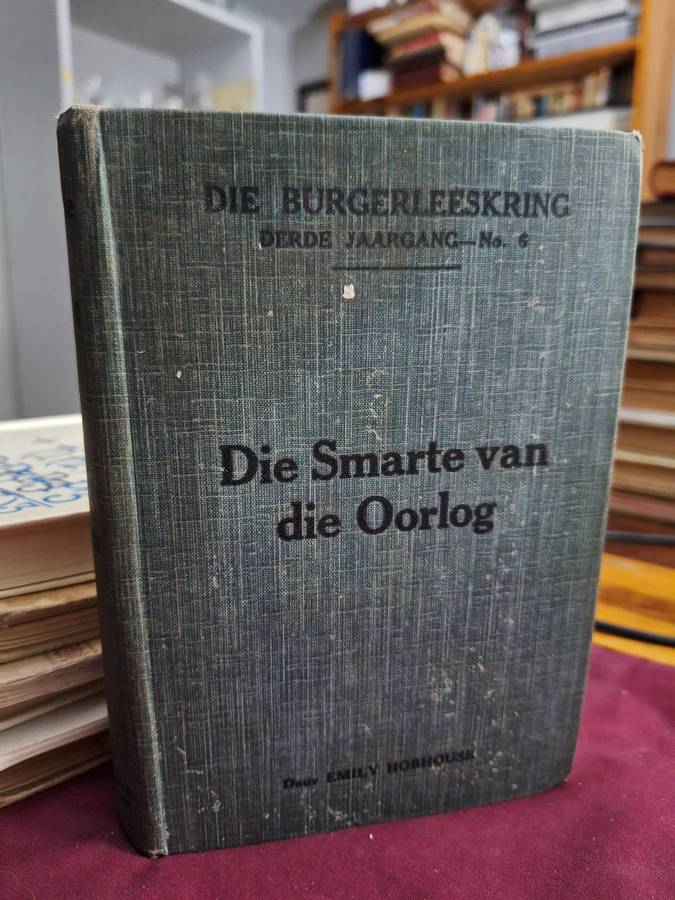 DIE BURGERLEESKRING
DERDE JAARGANG—No. 6
Die Smarte van
die Oorlog
Deur EMILY HOBHOUSE